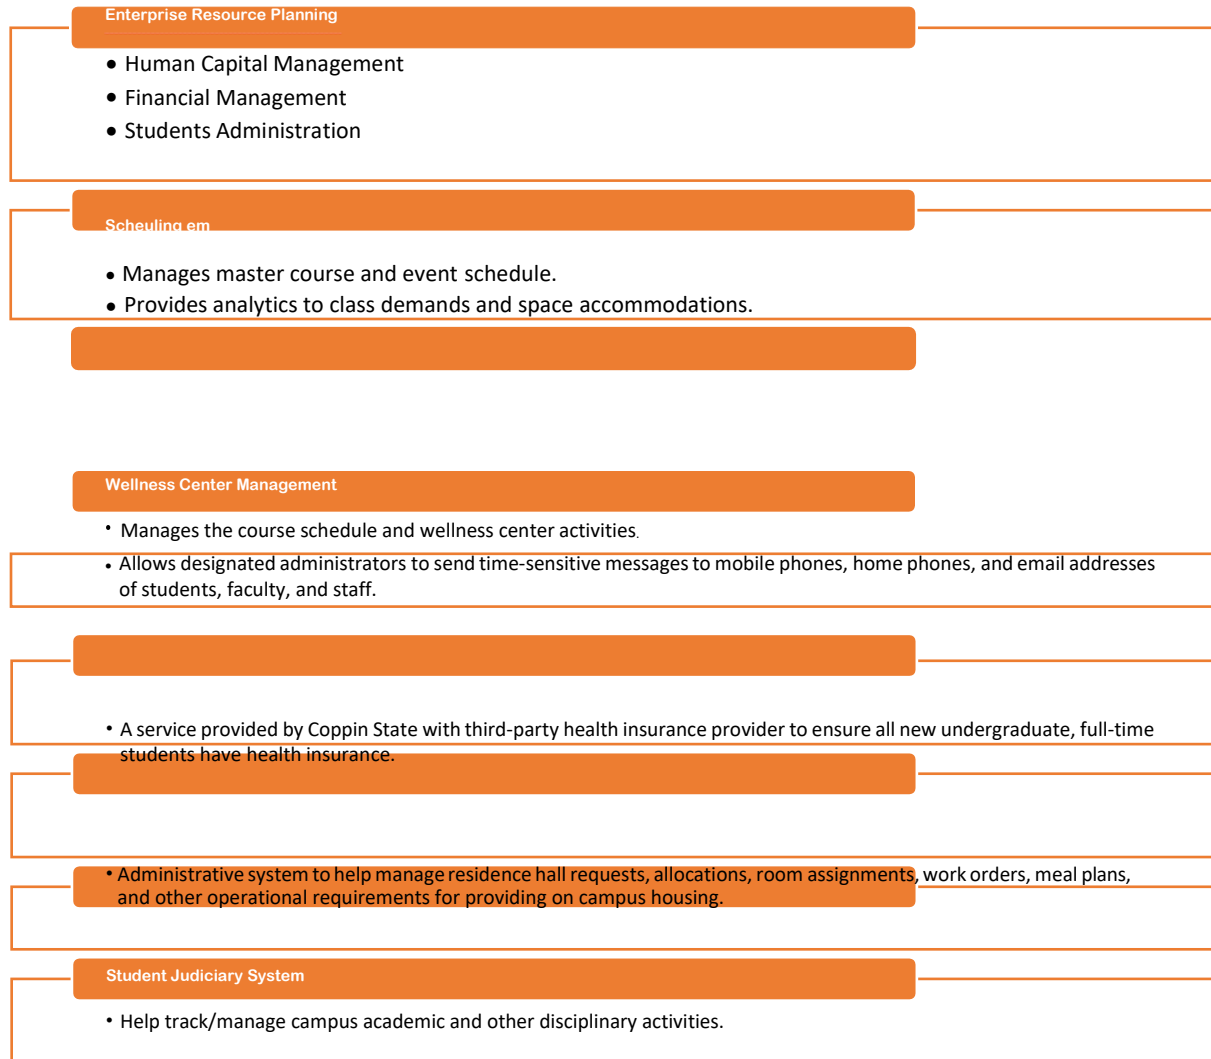 Enterprise Resource Planning
• Human Capital Management
• Financial Management
• Students Administration
Scheuling em
• Manages master course and event schedule.
• Provides analytics to class demands and space accommodations.
Wellness Center Management
• Manages the course schedule and wellness center activities.
• Allows designated administrators to send time-sensitive messages to mobile phones, home phones, and email addresses
of students, faculty, and staff.
• A service provided by Coppin State with third-party health insurance provider to ensure all new undergraduate, full-time
students have health insurance.
• Administrative system to help manage residence hall requests, allocations, room assignments, work orders, meal plans,
and other operational requirements for providing on campus housing.
Student Judiciary System
• Help track/manage campus academic and other disciplinary activities.